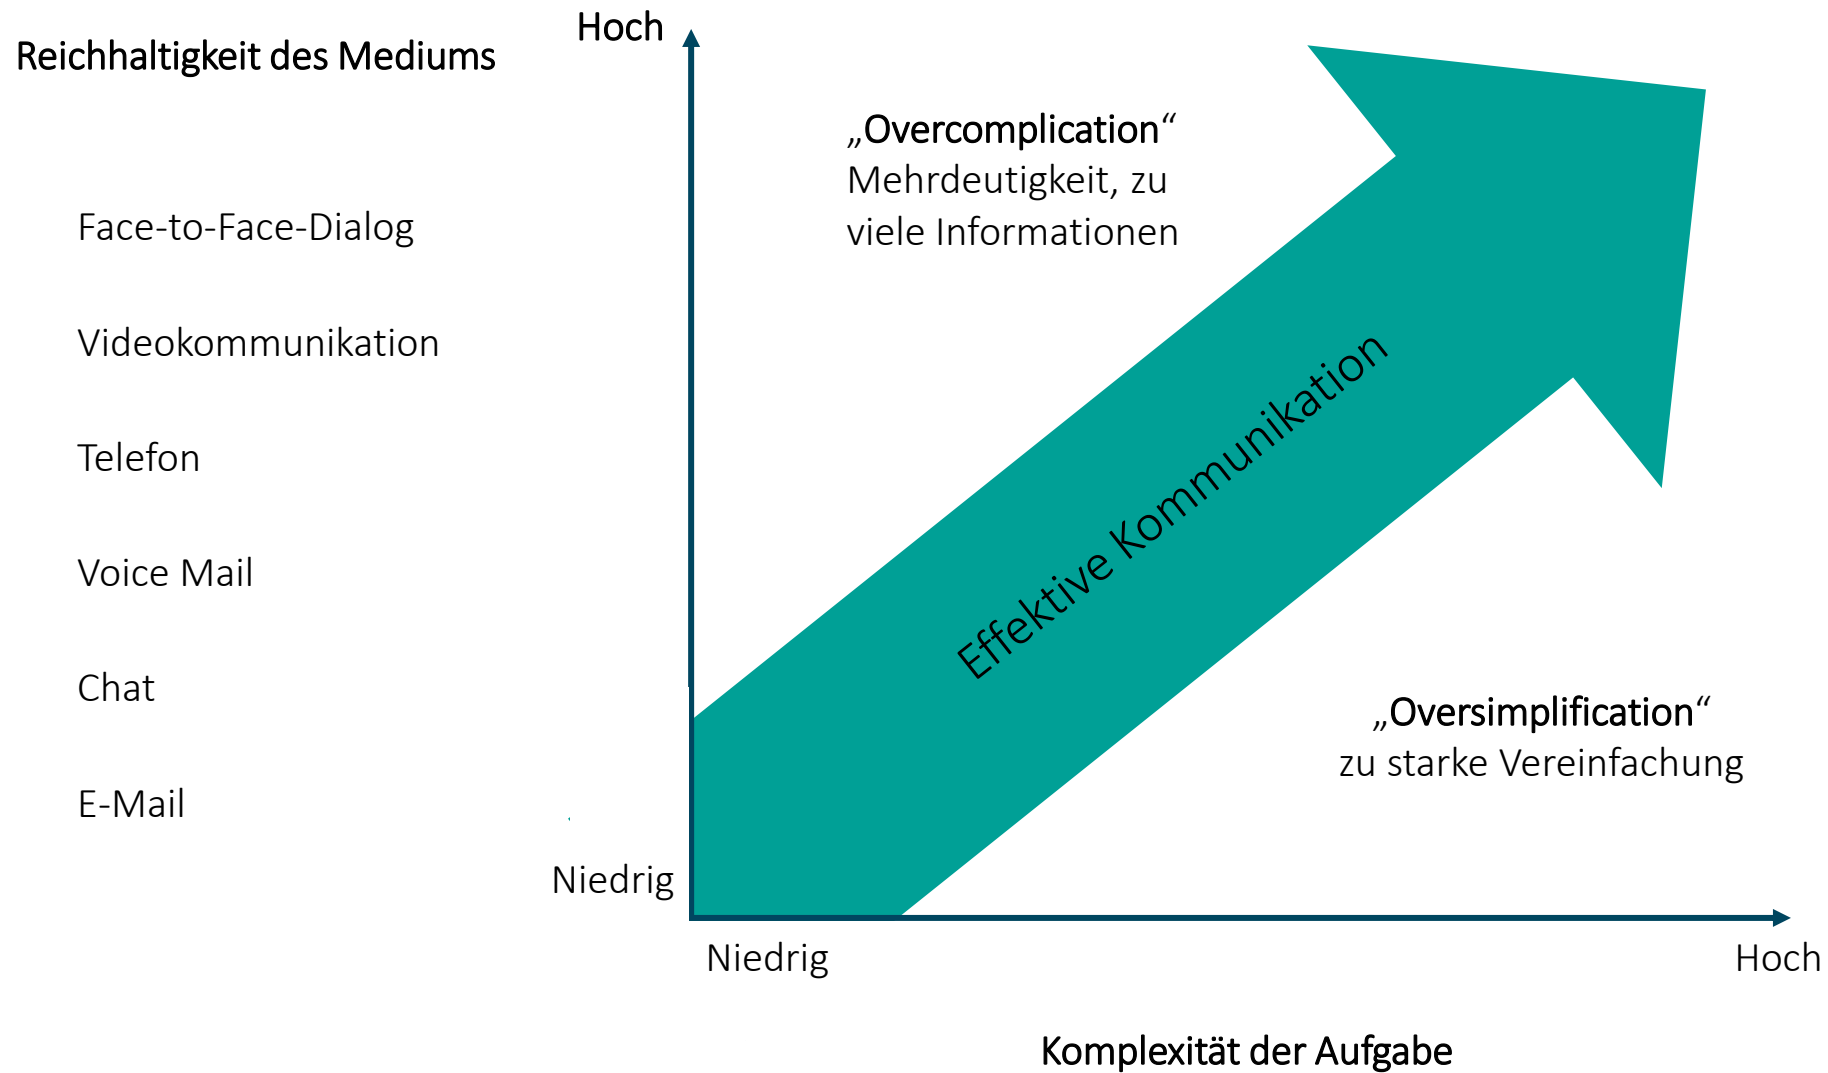 Reichhaltigkeit des Mediums
Hoch
„Overcomplication“
Mehrdeutigkeit, zu
viele Informationen
Face-to-Face-Dialog
Videokommunikation
Telefon
Voice Mail
Chat
E-Mail
Effektive Kommunikation
„Oversimplification“
zu starke Vereinfachung
Niedrig
Niedrig
Hoch
Komplexität der Aufgabe